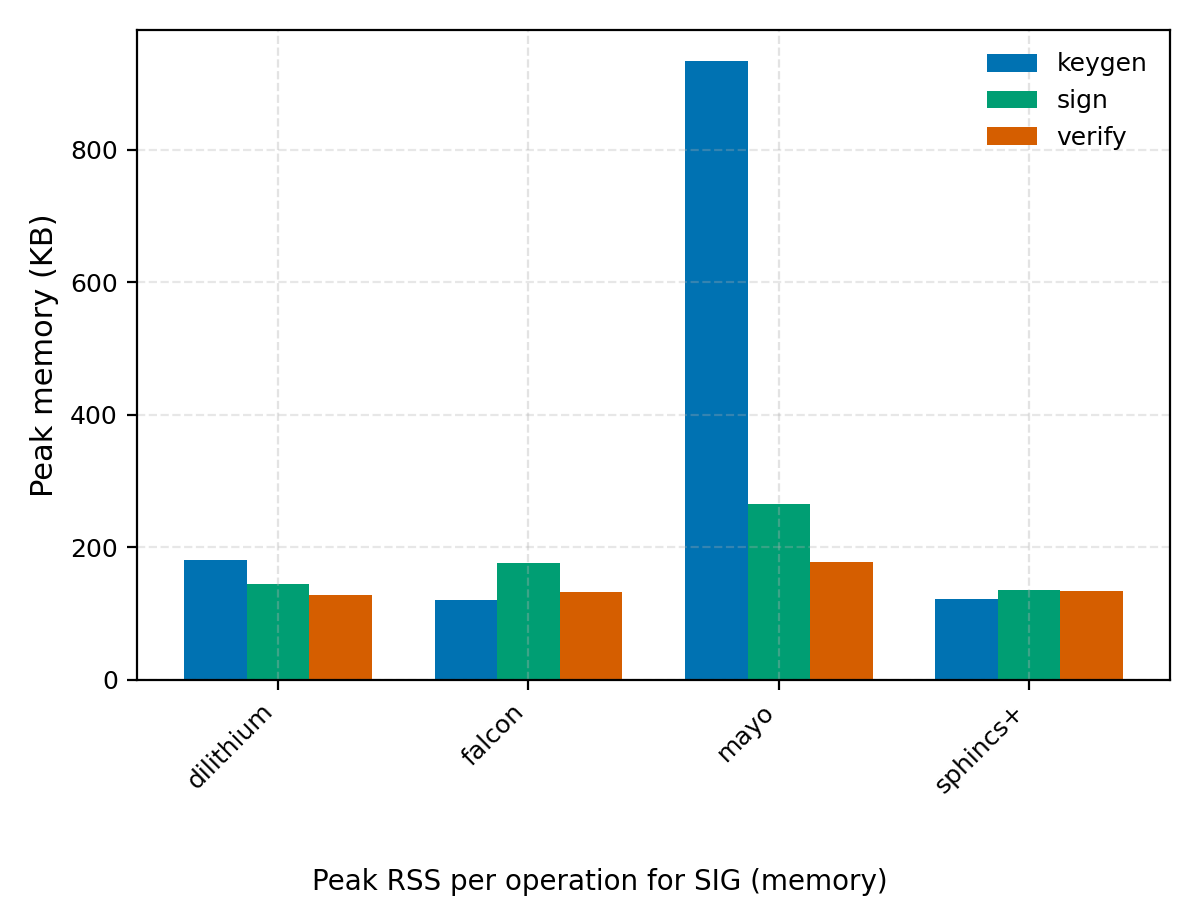 keygen
sign
verify
Peak memory (KB)
800
600
400
200
0
dilithium
falcon
mayo
sphincs+
Peak RSS per operation for SIG (memory)